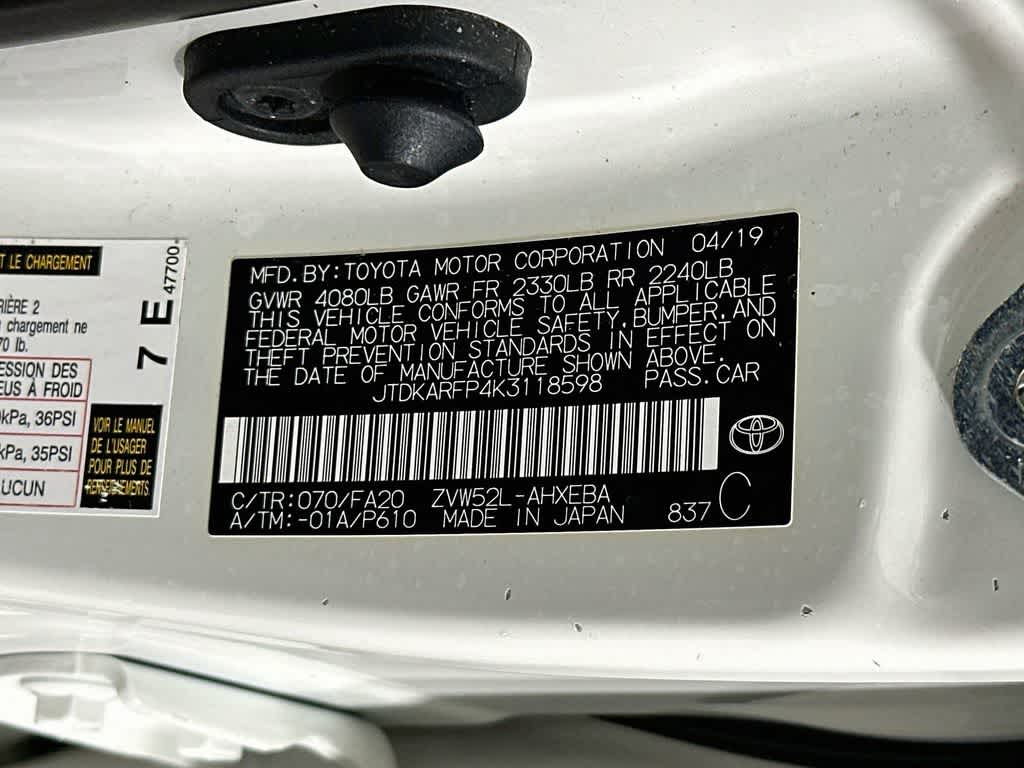 T LE CHARGEMENT
RIÈRE 2
chargement ne
70 lb.
ESSION DES
EUS À FROID
kPa, 36PSI
kPa, 35PSI
UCUN
VOIR LE MANUEL
DE L'USAGER
POUR PLUS DE
RENSEIGNEMENTS.
7 E
47700
MFD. BY: TOYOTA MOTOR CORPORATION 04/19
GVWR 4080LB GAWR FR 2330LB RR 2240LB
THIS VEHICLE CONFORMS TO ALL APPLICABLE
FEDERAL MOTOR VEHICLE SAFETY, BUMPER, AND
THEFT PREVENTION STANDARDS IN EFFECT ON
THE DATE OF MANUFACTURE SHOWN ABOVE.
JTDKARFP4K3118598 PASS. CAR
C/TR: 070/FA20 ZVW52L-AHXEBA
A/TM: -01A/P610 MADE IN JAPAN 837 C